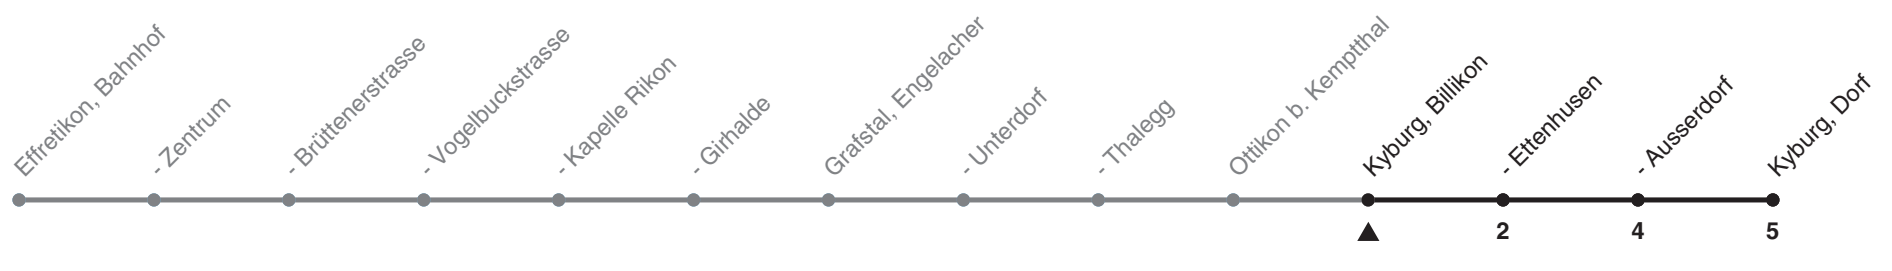 Effretikon, Bahnhof
- Zentrum
- Brüttenerstrasse
- Vogelbuckstrasse
- Kapelle Rikon
- Girhalde
Grafstal, Engelacher
- Unterdorf
- Thalegg
Ottikon b. Kemptthal
Kyburg, Billikon
- Ettenhusen
- Ausserdorf
Kyburg, Dorf
2
4
5